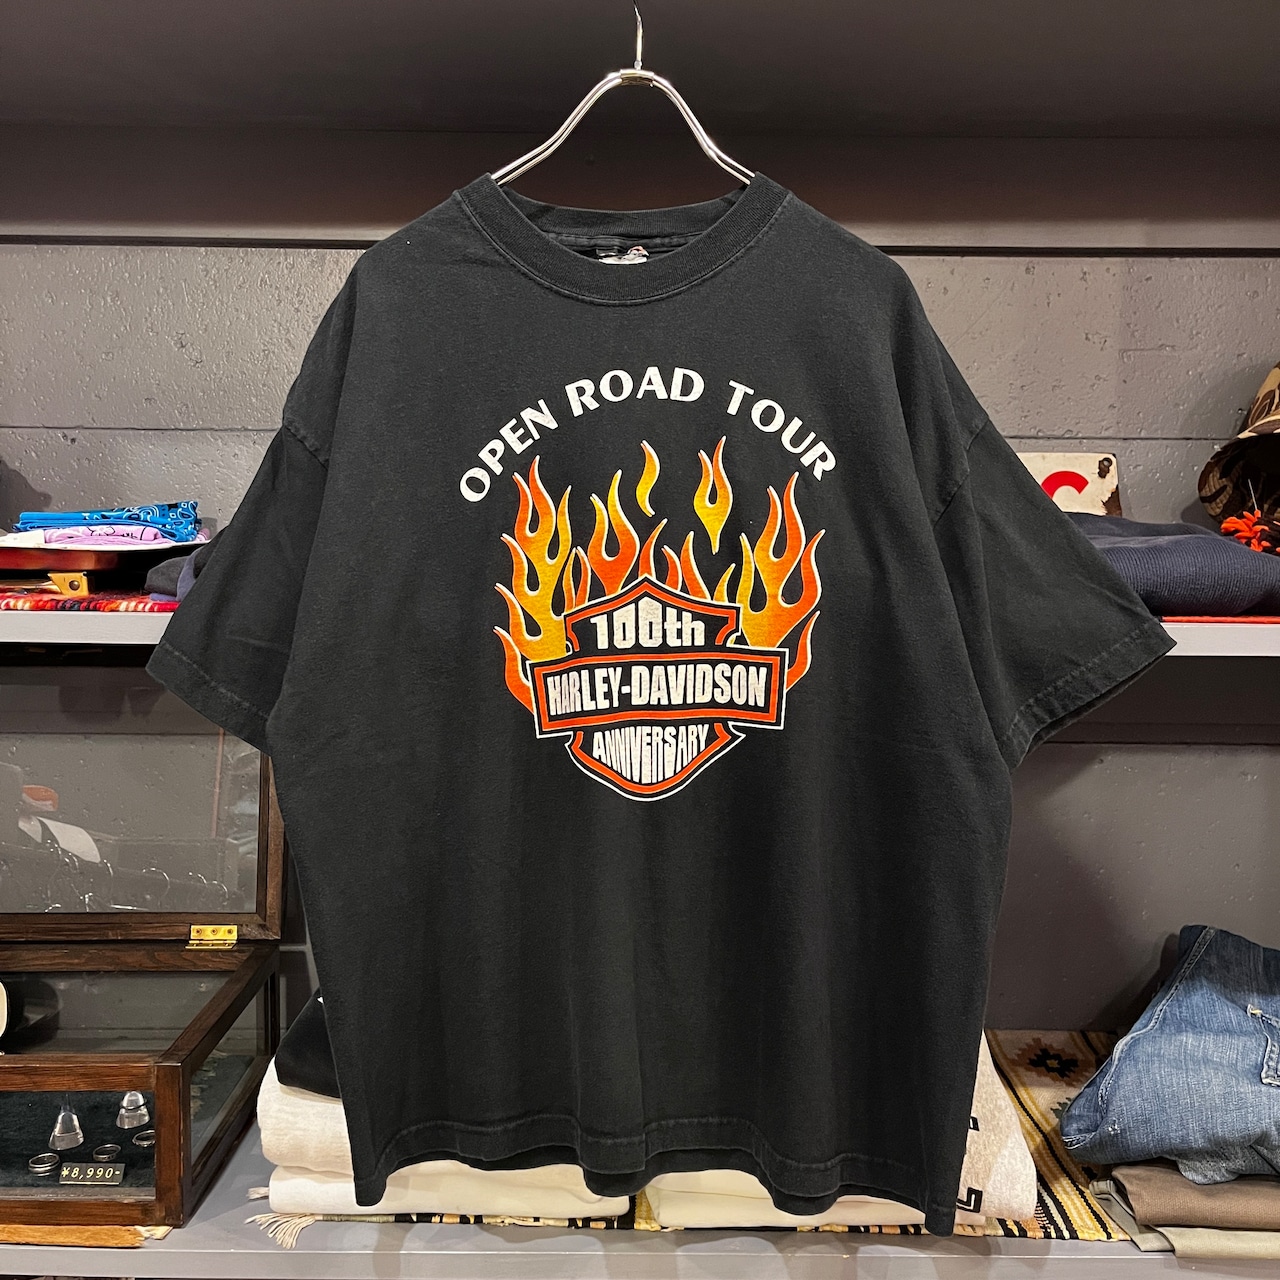 OPEN ROAD TOUR
100th
HARLEY-DAVIDSON
ANNIVERSARY
C
¥8,990-